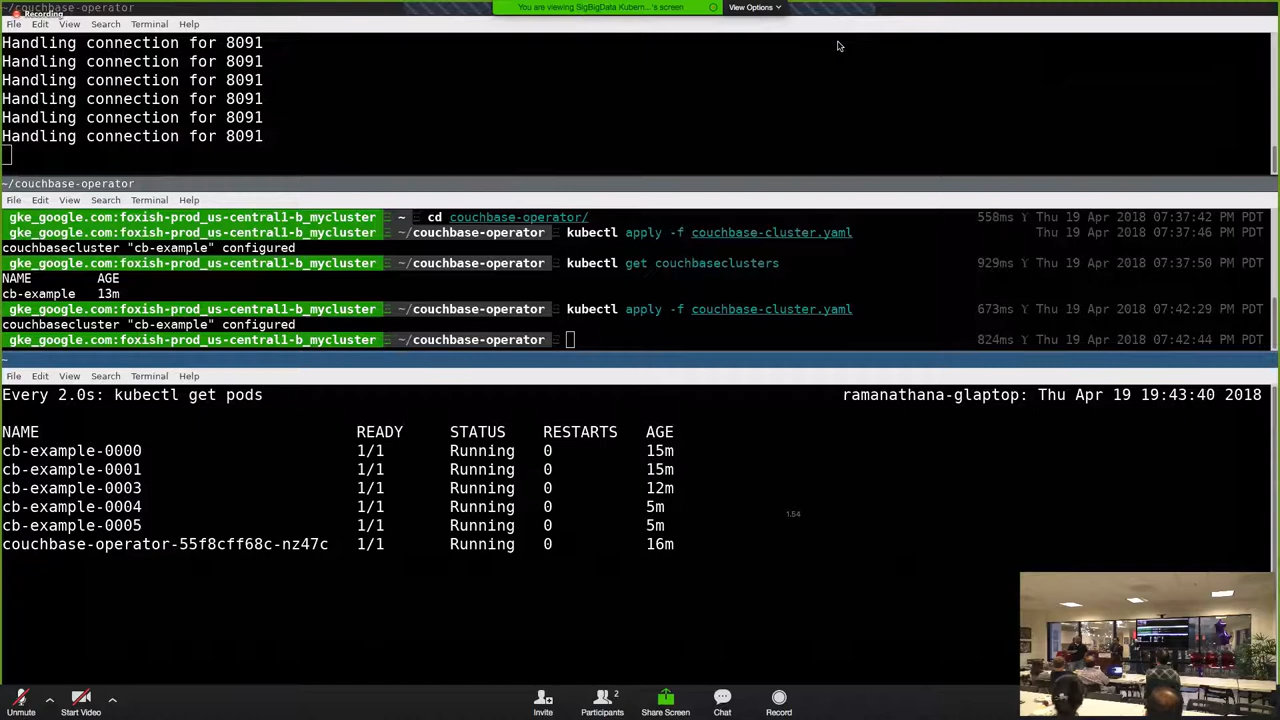 ~/couchbase-operator
Recording
You are viewing SigBigData Kubern...'s screen
View Options
File Edit View Search Terminal Help
Handling connection for 8091
Handling connection for 8091
Handling connection for 8091
Handling connection for 8091
Handling connection for 8091
Handling connection for 8091
~/couchbase-operator
File Edit View Search Terminal Help
gke_google.com:foxish-prod_us-central1-b_mycluster ~ cd couchbase-operator/ 558ms Thu 19 Apr 2018 07:37:42 PM PDT
gke_google.com:foxish-prod_us-central1-b_mycluster ~/couchbase-operator kubectl apply -f couchbase-cluster.yaml Thu 19 Apr 2018 07:37:46 PM PDT
couchbasecluster "cb-example" configured
gke_google.com:foxish-prod_us-central1-b_mycluster ~/couchbase-operator kubectl get couchbaseclusters 929ms Thu 19 Apr 2018 07:37:50 PM PDT
NAME AGE
cb-example 13m
gke_google.com:foxish-prod_us-central1-b_mycluster ~/couchbase-operator kubectl apply -f couchbase-cluster.yaml 673ms Thu 19 Apr 2018 07:42:29 PM PDT
couchbasecluster "cb-example" configured
gke_google.com:foxish-prod_us-central1-b_mycluster ~/couchbase-operator 824ms Thu 19 Apr 2018 07:42:44 PM PDT
~
File Edit View Search Terminal Help
Every 2.0s: kubectl get pods ramanathana-glaptop: Thu Apr 19 19:43:40 2018
NAME READY STATUS RESTARTS AGE
cb-example-0000 1/1 Running 0 15m
cb-example-0001 1/1 Running 0 15m
cb-example-0003 1/1 Running 0 12m
cb-example-0004 1/1 Running 0 5m
cb-example-0005 1/1 Running 0 5m
couchbase-operator-55f8cff68c-nz47c 1/1 Running 0 16m
1.54
Unmute Start Video Invite Participants 2 Share Screen Chat Record